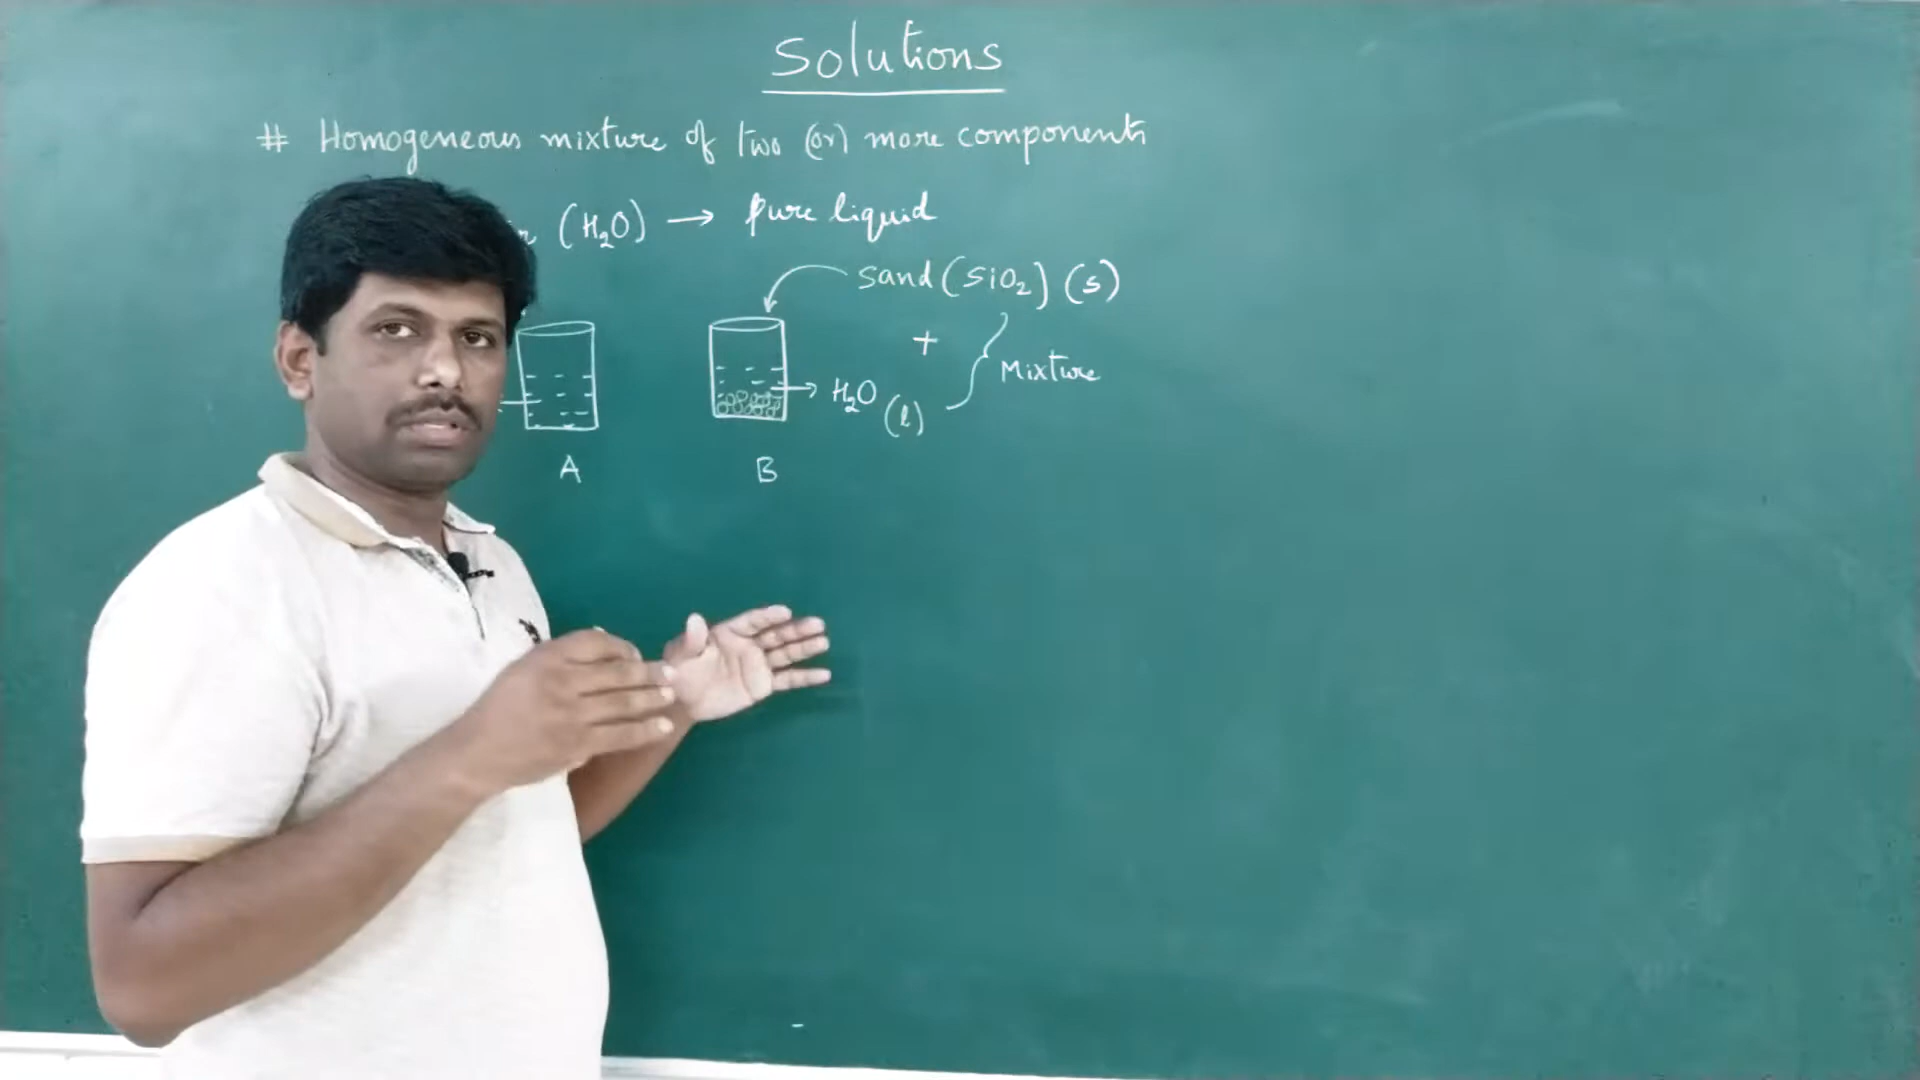 Solutions
# Homogeneous mixture of two (or) more components
(H₂O) → pure liquid
Sand (SiO₂) (s)
+
Mixture
H₂O (l)
A B